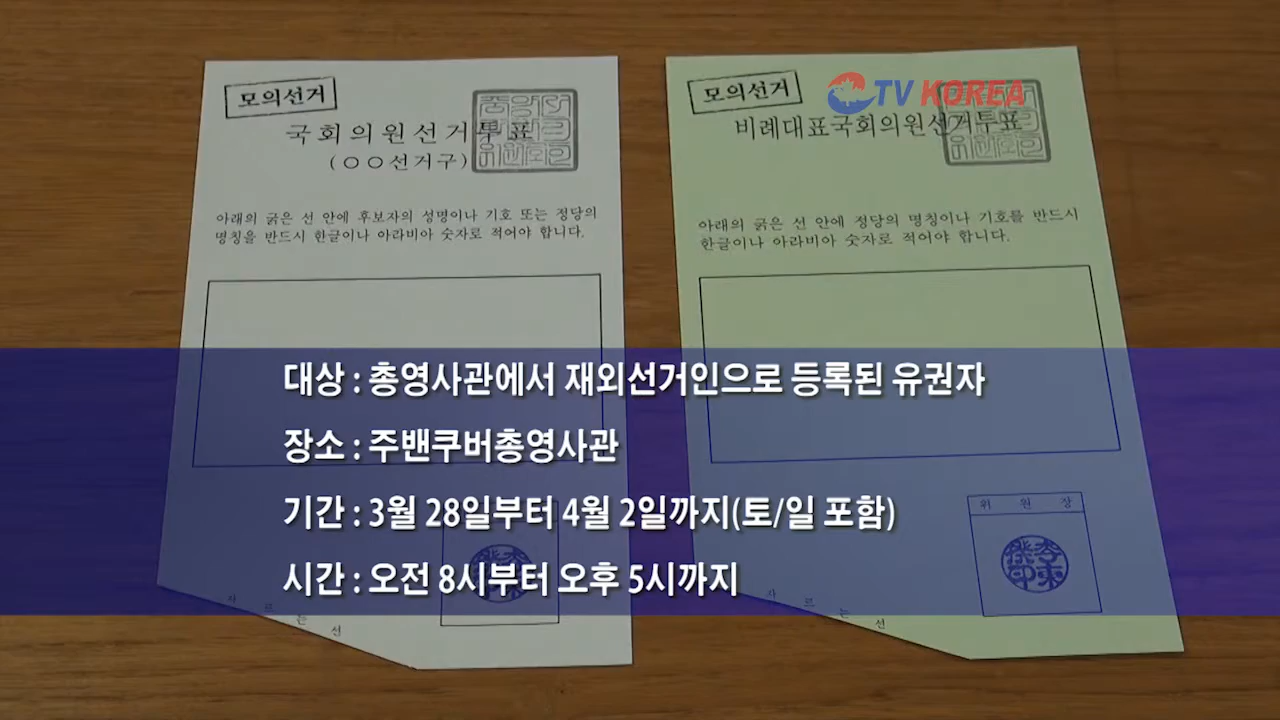 TV KOREA
모의선거
국회의원선거투표
(○○선거구)
아래의 굵은 선 안에 후보자의 성명이나 기호 또는 정당의
명칭을 반드시 한글이나 아라비아 숫자로 적어야 합니다.
모의선거
비례대표국회의원선거투표
아래의 굵은 선 안에 정당의 명칭이나 기호를 반드시
한글이나 아라비아 숫자로 적어야 합니다.
대상 : 총영사관에서 재외선거인으로 등록된 유권자
장소 : 주밴쿠버총영사관
기간 : 3월 28일부터 4월 2일까지(토/일 포함)
시간 : 오전 8시부터 오후 5시까지
위 원 장
자 르 는 선
자 르 는 선